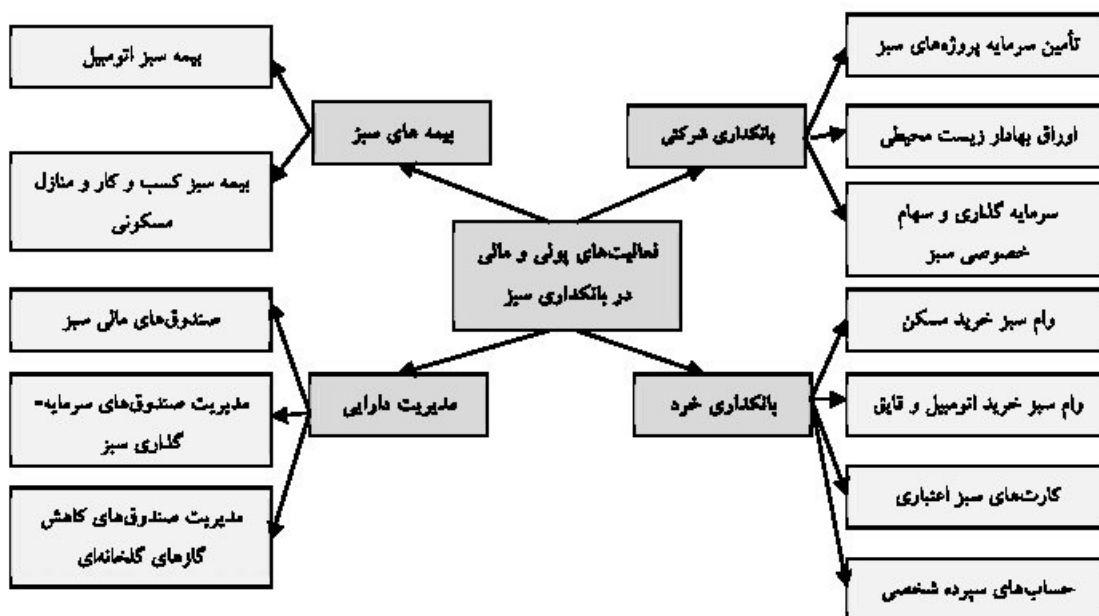 تأمین سرمایه پروژه‌های سبز
اوراق بهادار زیست محیطی
سرمایه گذاری و سهام
خصوصی سبز
بانکداری شرکتی
بیمه های سبز
بیمه سبز اتومبیل
بیمه سبز کسب و کار و منازل
مسکونی
فعالیت‌های پولی و مالی
در بانکداری سبز
وام سبز خرید مسکن
وام سبز خرید اتومبیل و قایق
کارت‌های سبز اعتباری
حساب‌های سپرده شخصی
بانکداری خرد
مدیریت دارایی
صندوق‌های مالی سبز
مدیریت صندوق‌های سرمایه-
گذاری سبز
مدیریت صندوق‌های کاهش
گازهای گلخانه‌ای